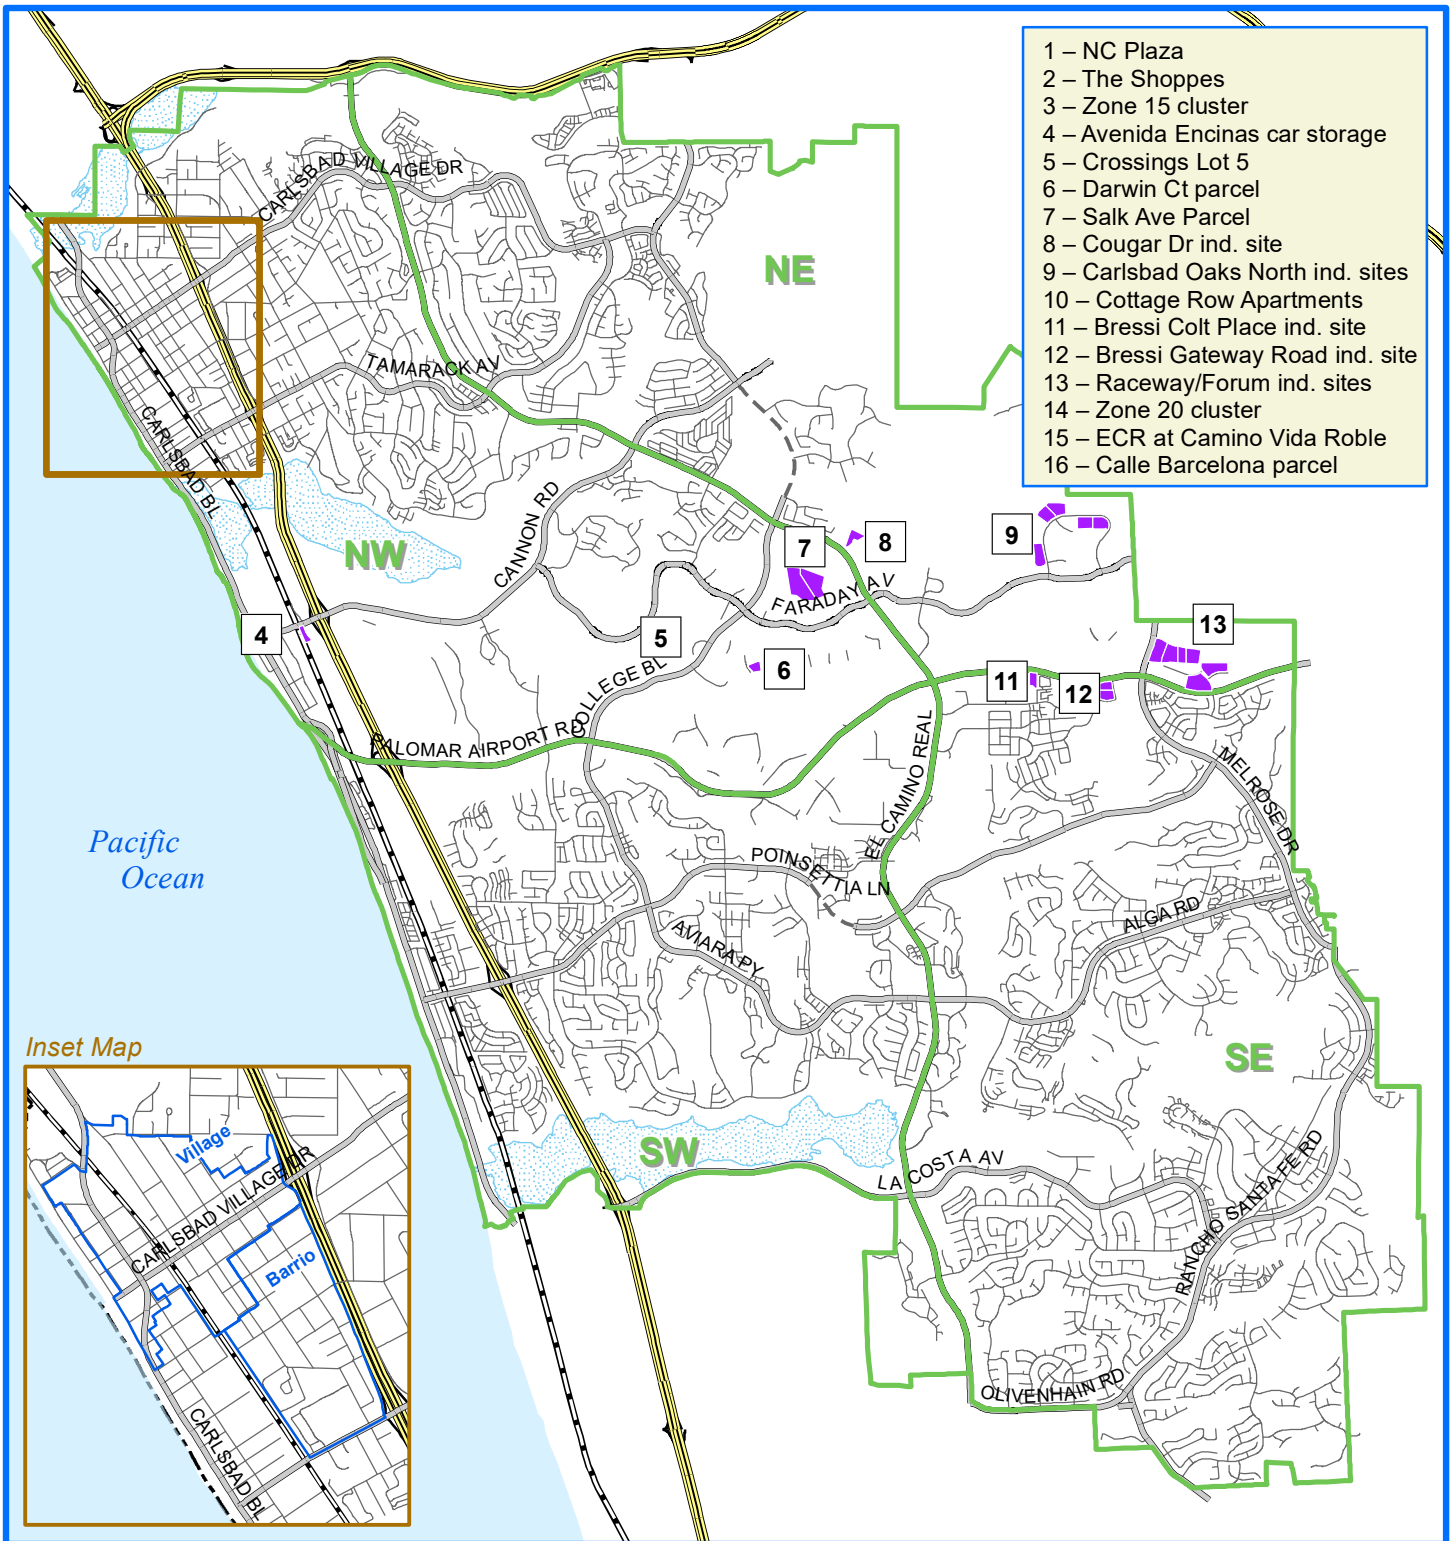 1 – NC Plaza
2 – The Shoppes
3 – Zone 15 cluster
4 – Avenida Encinas car storage
5 – Crossings Lot 5
6 – Darwin Ct parcel
7 – Salk Ave Parcel
8 – Cougar Dr ind. site
9 – Carlsbad Oaks North ind. sites
10 – Cottage Row Apartments
11 – Bressi Colt Place ind. site
12 – Bressi Gateway Road ind. site
13 – Raceway/Forum ind. sites
14 – Zone 20 cluster
15 – ECR at Camino Vida Roble
16 – Calle Barcelona parcel
CARLSBAD VILLAGE DR
NE
TAMARACK AV
CARLSBAD BL
CANNON RD
NW
7
8
9
FARADAY AV
4
5
6
13
11
12
COLLEGE BL
PALOMAR AIRPORT RD
EL CAMINO REAL
MELROSE DR
Pacific
Ocean
POINSETTIA LN
ALGA RD
AVIARA PY
SE
SW
LA COSTA AV
RANCHO SANTA FE RD
OLIVENHAIN RD
Inset Map
Village
CARLSBAD VILLAGE DR
Barrio
CARLSBAD BL